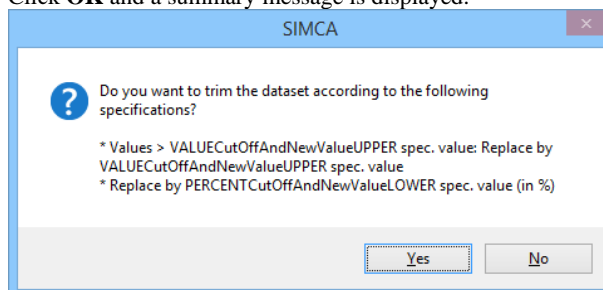 Click OK and a summary message is displayed.
SIMCA
Do you want to trim the dataset according to the following
specifications?
* Values > VALUECutOffAndNewValueUPPER spec. value: Replace by
VALUECutOffAndNewValueUPPER spec. value
* Replace by PERCENTCutOffAndNewValueLOWER spec. value (in %)
Yes
No